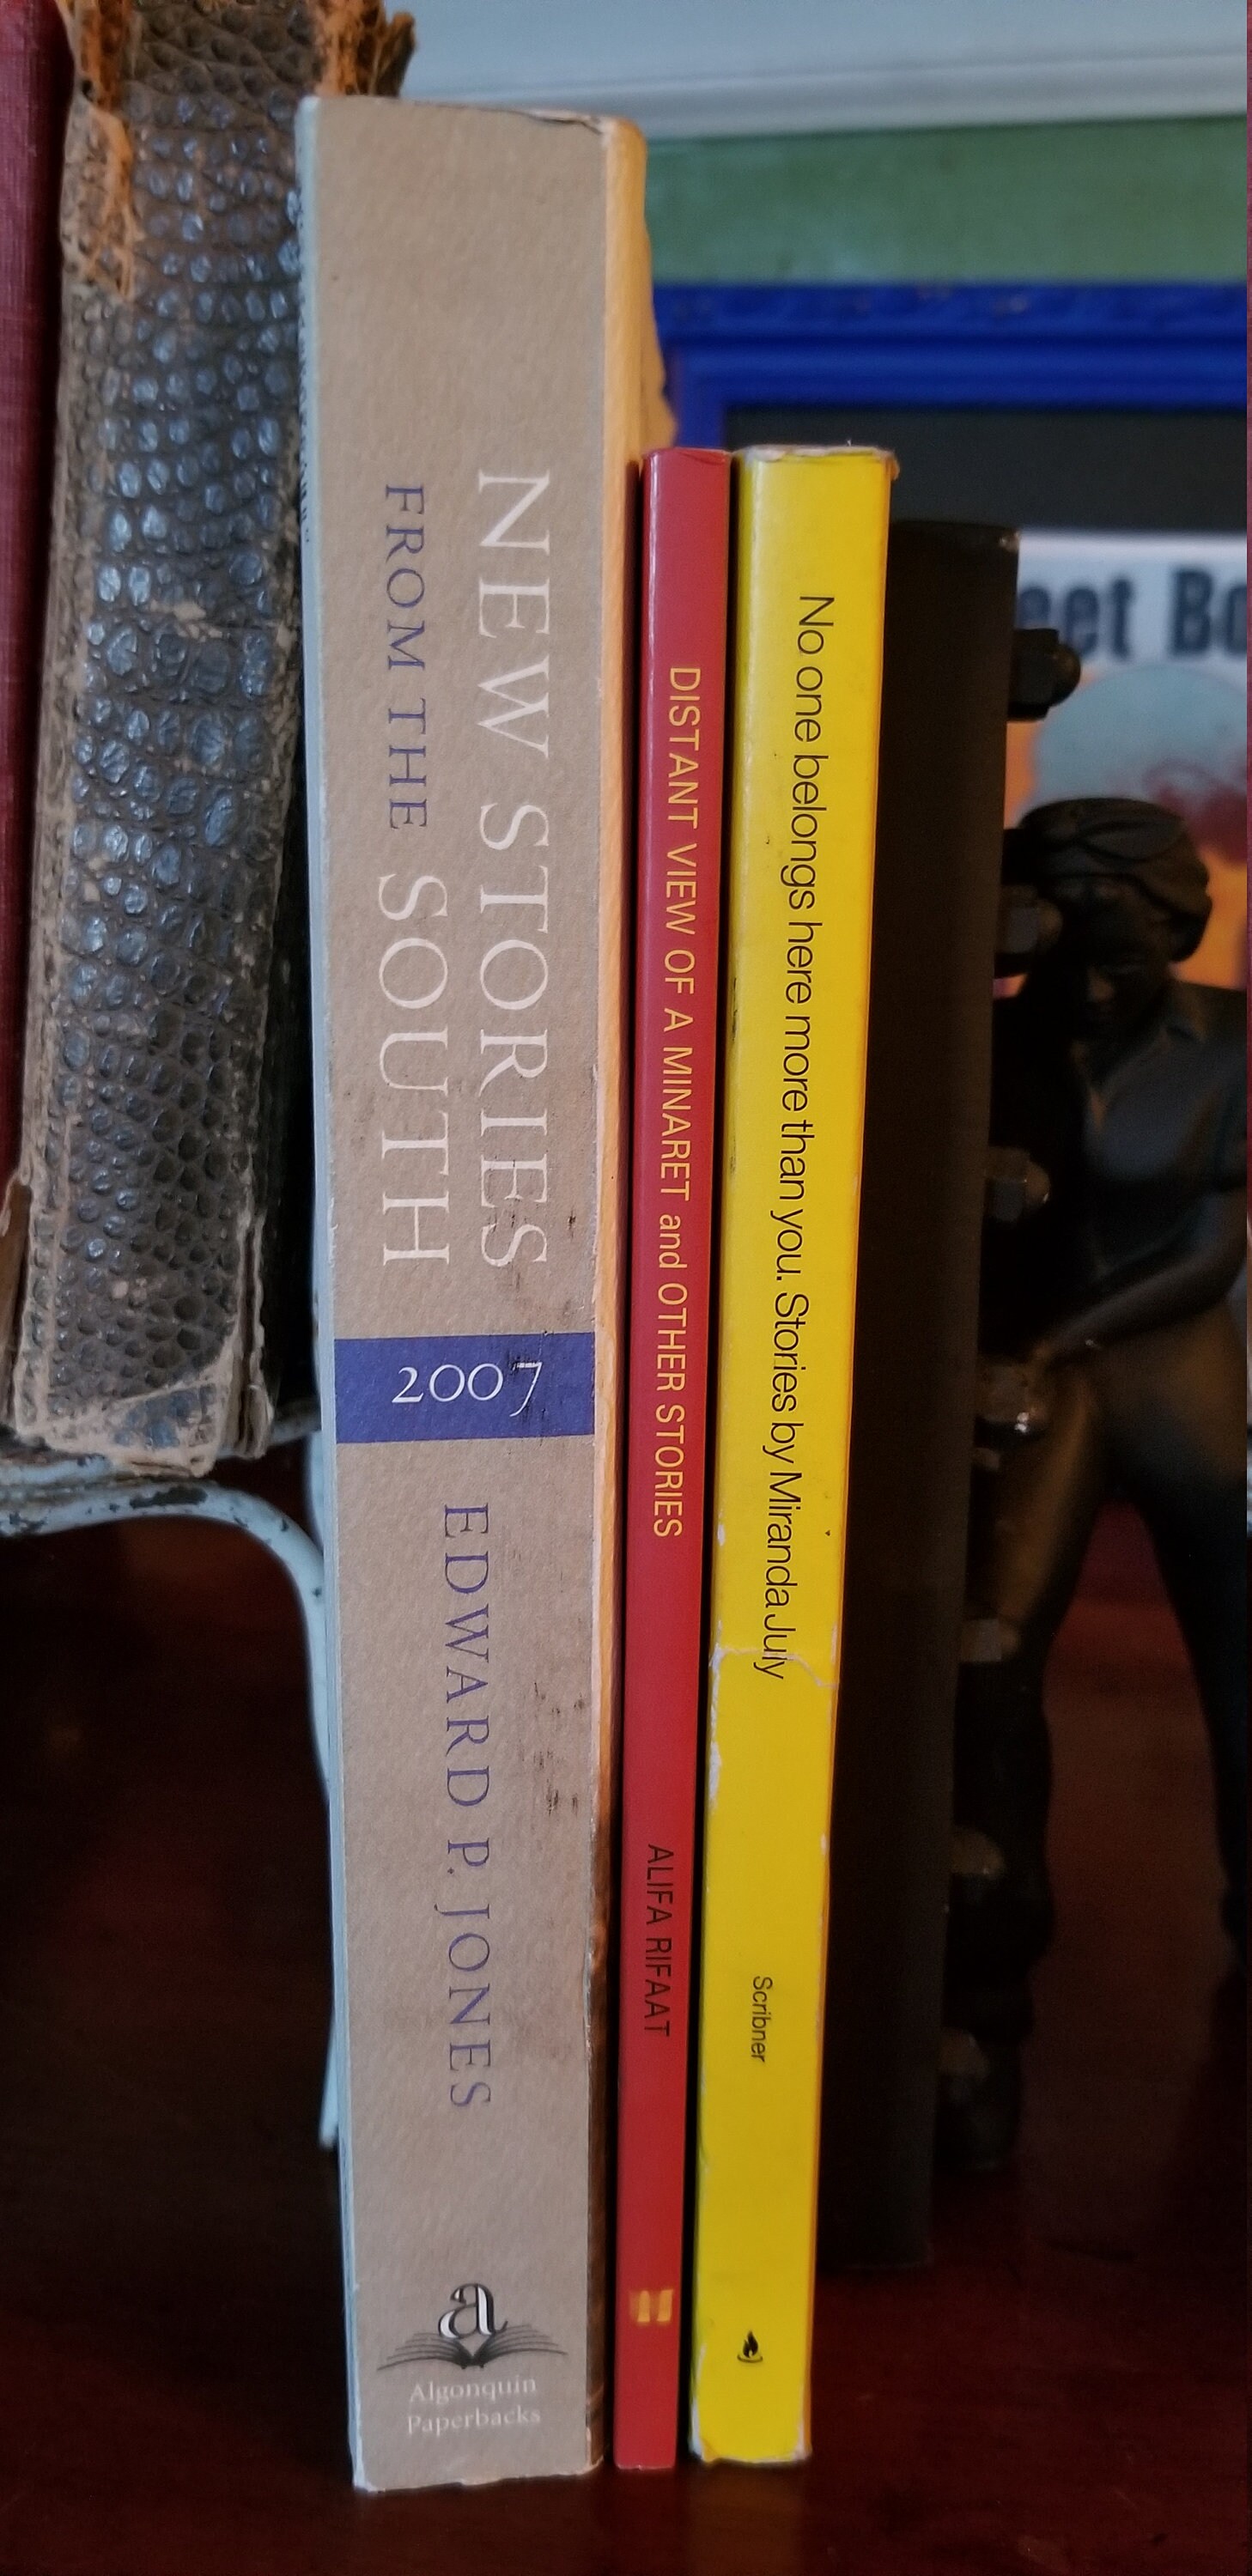 NEW STORIES
FROM THE SOUTH
2007
EDWARD P. JONES
a
Algonquin
Paperbacks
DISTANT VIEW OF A MINARET and OTHER STORIES
ALIFA RIFAAT
No one belongs here more than you. Stories by Miranda July
Scribner